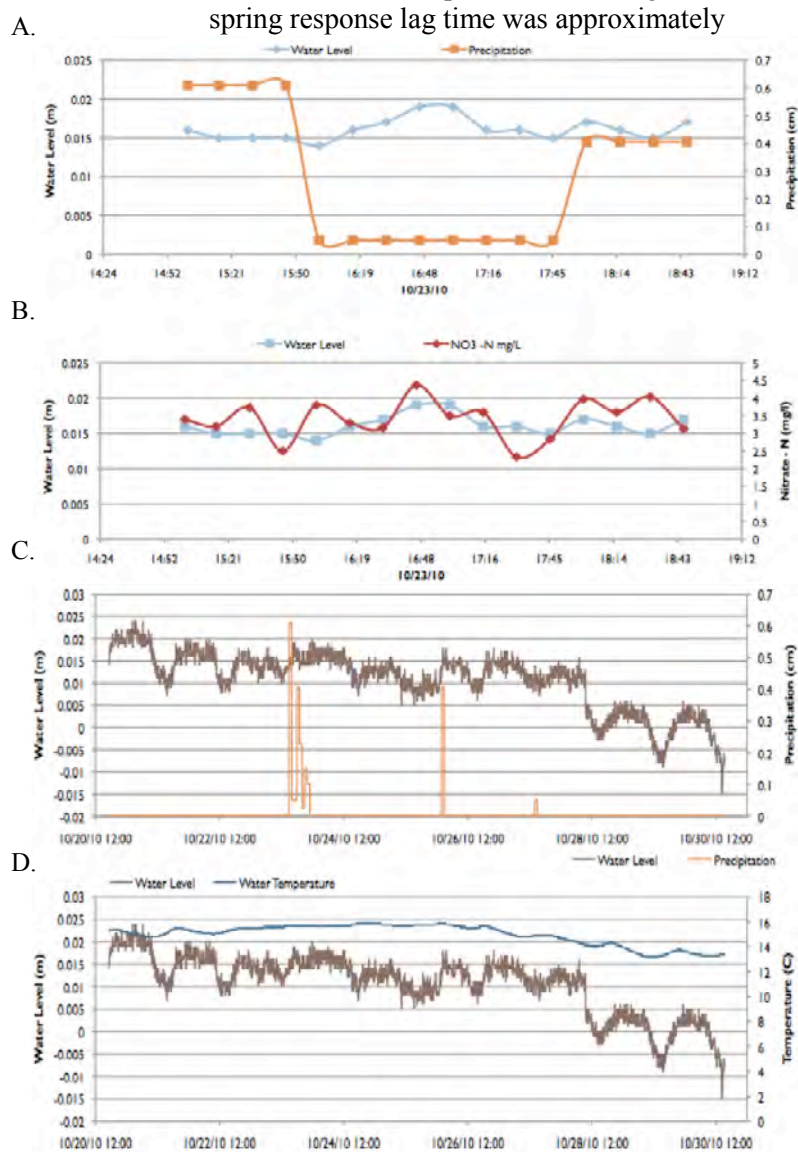 spring response lag time was approximately
A.
Water Level Precipitation
0.025 0.7
0.02 0.6
0.015 0.5
0.01 0.4
0.005 0.3
0 0.2
0.1
0
Water Level (m)
Precipitation (cm)
14:24 14:52 15:21 15:50 16:19 16:48 17:16 17:45 18:14 18:43 19:12
10/23/10
B.
Water Level NO3 -N mg/L
0.025 5
0.02 4.5
0.015 4
0.01 3.5
0.005 3
0 2.5
2
1.5
1
0.5
0
Water Level (m)
Nitrate - N (mg/l)
14:24 14:52 15:21 15:50 16:19 16:48 17:16 17:45 18:14 18:43 19:12
10/23/10
C.
0.03 0.7
0.025 0.6
0.02 0.5
0.015 0.4
0.01 0.3
0.005 0.2
0 0.1
-0.005 0
-0.01
-0.015
-0.02
Water Level (m)
Precipitation (cm)
10/20/10 12:00 10/22/10 12:00 10/24/10 12:00 10/26/10 12:00 10/28/10 12:00 10/30/10 12:00
Water Level Precipitation
D.
Water Level Water Temperature
0.03 18
0.025 16
0.02 14
0.015 12
0.01 10
0.005 8
0 6
-0.005 4
-0.01 2
-0.015 0
-0.02
Water Level (m)
Temperature (C)
10/20/10 12:00 10/22/10 12:00 10/24/10 12:00 10/26/10 12:00 10/28/10 12:00 10/30/10 12:00